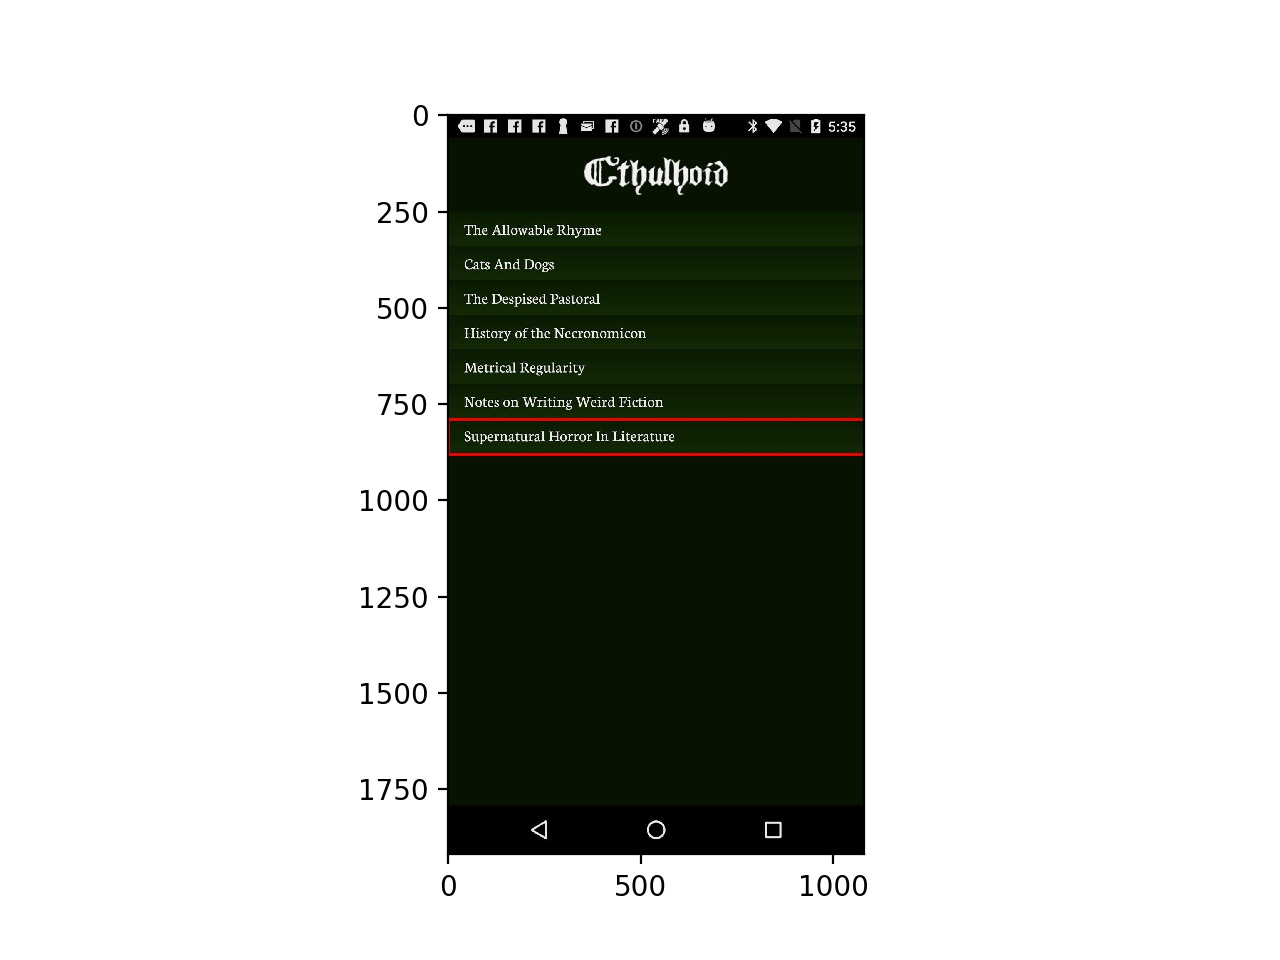 0
250
500
750
1000
1250
1500
1750
5:35
Cthulhoid
The Allowable Rhyme
Cats And Dogs
The Despised Pastoral
History of the Necronomicon
Metrical Regularity
Notes on Writing Weird Fiction
Supernatural Horror In Literature
0 500 1000